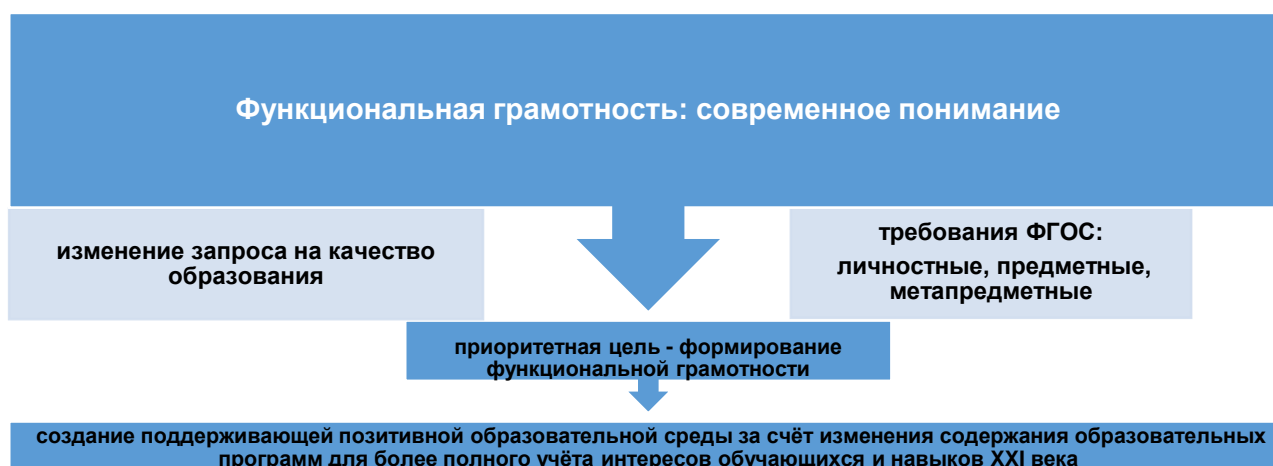 Функциональная грамотность: современное понимание
изменение запроса на качество
образования
требования ФГОС:
личностные, предметные,
метапредметные
приоритетная цель - формирование
функциональной грамотности
создание поддерживающей позитивной образовательной среды за счёт изменения содержания образовательных
программ для более полного учёта интересов обучающихся и навыков XXI века